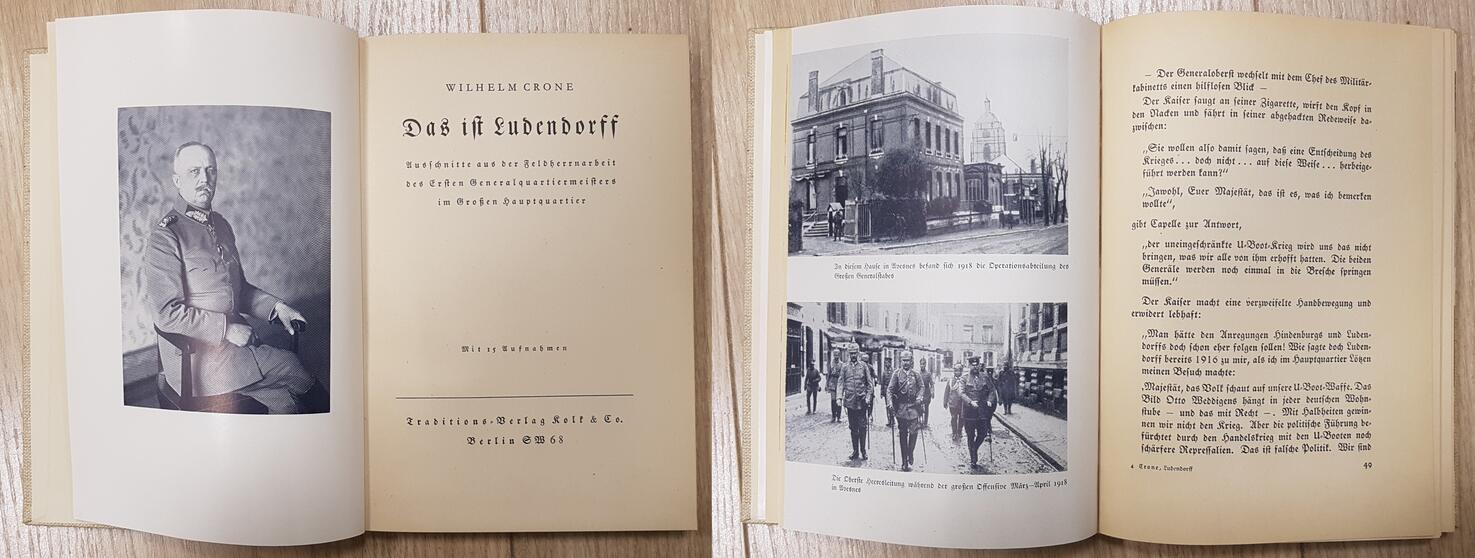 WILHELM CRONE
Das ist Ludendorff
Ausschnitte aus der Feldherrnarbeit
des Ersten Generalquartiermeisters
im Großen Hauptquartier
Mit 15 Aufnahmen
Traditions-Verlag Kolk & Co.
Berlin SW 68
In diesem Hause in Avesnes befand sich 1918 die Operationsabteilung des
Großen Generalstabes
Die Oberste Heeresleitung während der großen Offensive März—April 1918
in Avesnes
— Der Generaloberst wechselt mit dem Chef des Militär-
kabinetts einen hilflosen Blick —
Der Kaiser saugt an seiner Zigarette, wirft den Kopf in
den Nacken und fährt in seiner abgehackten Redeweise da-
zwischen:
„Sie wollen also damit sagen, daß eine Entscheidung des
Krieges... doch nicht... auf diese Weise... herbeige-
führt werden kann?“
„Jawohl, Euer Majestät, das ist es, was ich bemerken
wollte“,
gibt Capelle zur Antwort,
„der uneingeschränkte U-Boot-Krieg wird uns das nicht
bringen, was wir alle von ihm erhofft hatten. Die beiden
Generäle werden noch einmal in die Bresche springen
müssen.“
Der Kaiser macht eine verzweifelte Handbewegung und
erwidert lebhaft:
„Man hätte den Anregungen Hindenburgs und Luden-
dorffs doch schon eher folgen sollen! Wie sagte doch Luden-
dorff bereits 1916 zu mir, als ich im Hauptquartier Lötzen
meinen Besuch machte:
‚Majestät, das Volk schaut auf unsere U-Boot-Waffe. Das
Bild Otto Weddigens hängt in jeder deutschen Wohn-
stube — und das mit Recht —. Mit Halbheiten gewin-
nen wir nicht den Krieg. Aber die politische Führung be-
fürchtet durch den Handelskrieg mit den U-Booten noch
schärfere Repressalien. Das ist falsche Politik. Wir sind
4 Crone, Ludendorff
49